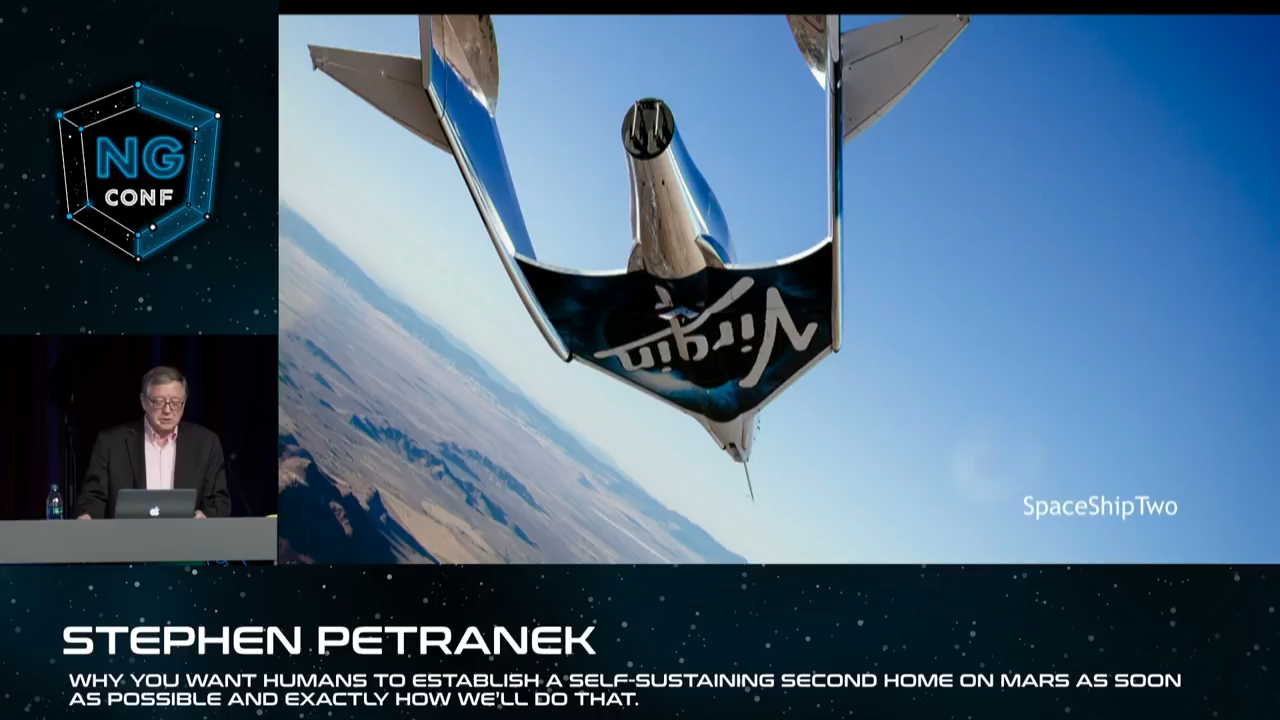 NG
CONF
Virgin
SpaceShipTwo
STEPHEN PETRANEK
WHY YOU WANT HUMANS TO ESTABLISH A SELF-SUSTAINING SECOND HOME ON MARS AS SOON
AS POSSIBLE AND EXACTLY HOW WE'LL DO THAT.